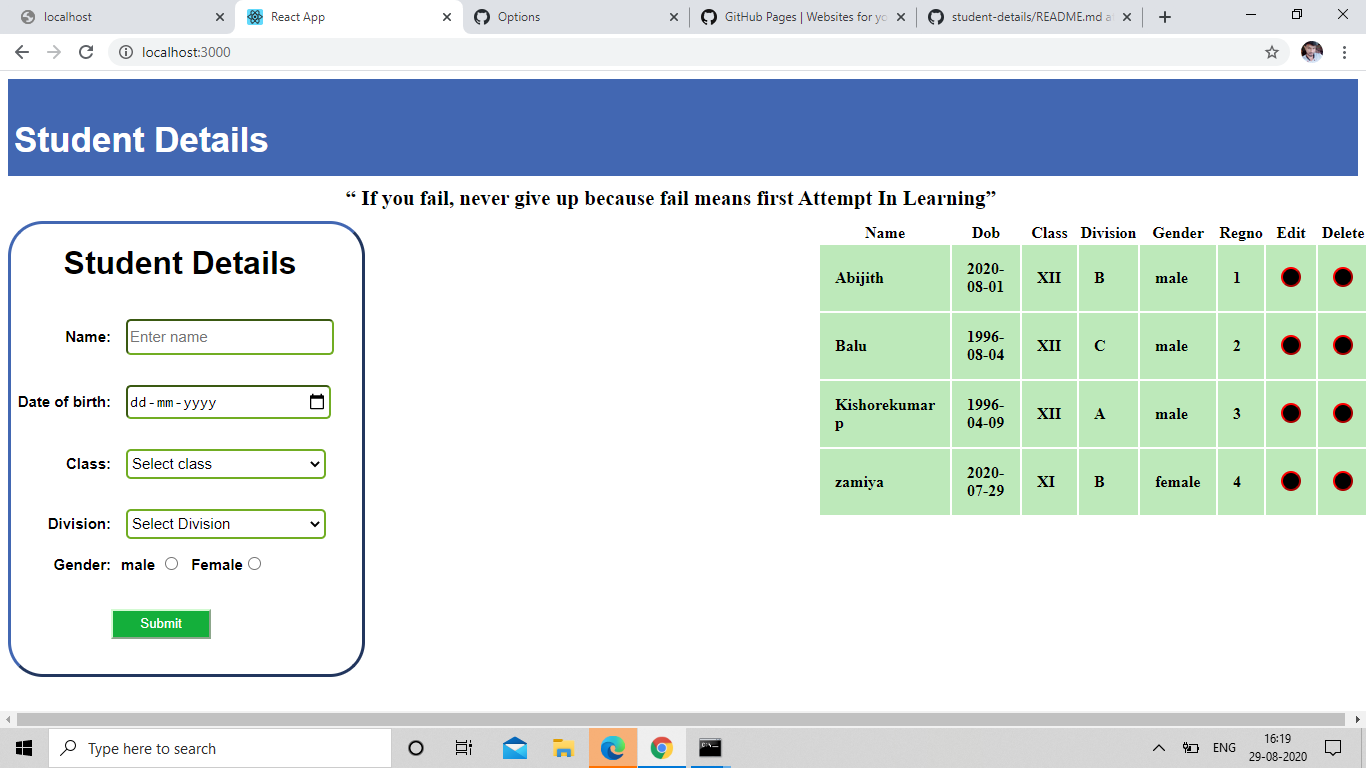 localhost
React App
Options
GitHub Pages | Websites for yo
student-details/README.md a
localhost:3000
Student Details
“ If you fail, never give up because fail means first Attempt In Learning”
Student Details
Name: Enter name
Date of birth: dd-mm-yyyy
Class: Select class
Division: Select Division
Gender: male Female
Submit
Name Dob Class Division Gender Regno Edit Delete
Abijith 2020-08-01 XII B male 1
Balu 1996-08-04 XII C male 2
Kishorekumar p 1996-04-09 XII A male 3
zamiya 2020-07-29 XI B female 4
Type here to search
ENG
16:19
29-08-2020